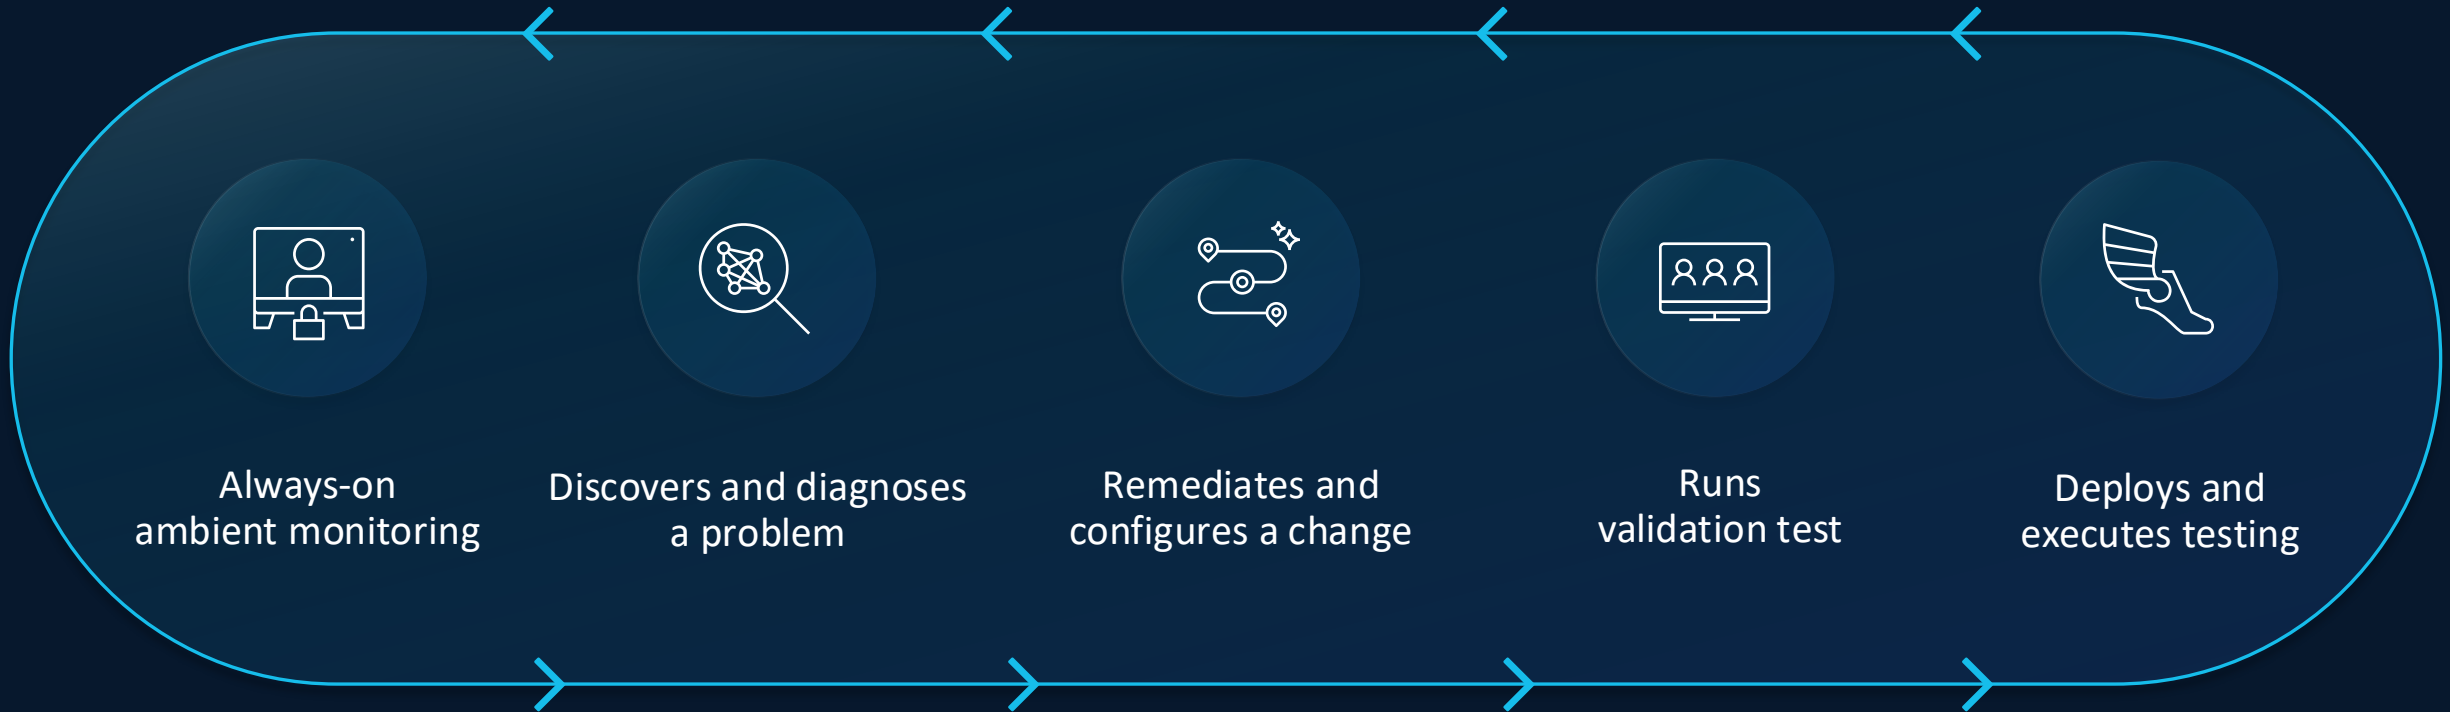 Always-on
ambient monitoring
Discovers and diagnoses
a problem
Remediates and
configures a change
Runs
validation test
Deploys and
executes testing